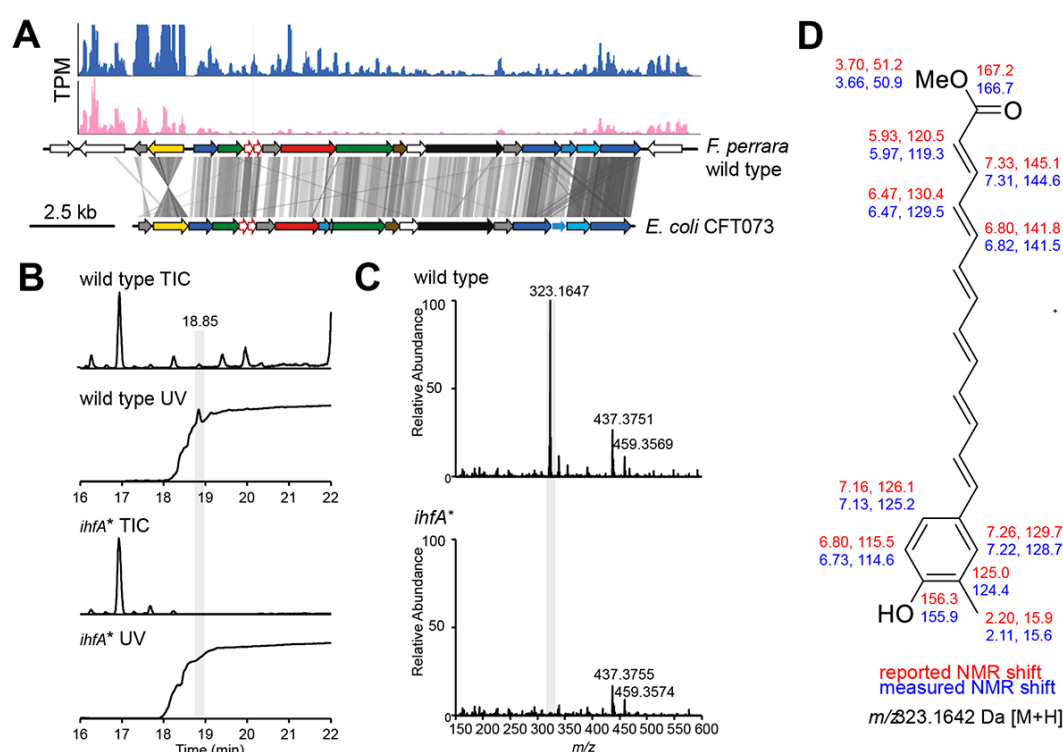 A
TPM
F. perrara
wild type
2.5 kb
E. coli CFT073
B
wild type TIC
18.85
wild type UV
16 17 18 19 20 21 22
ihfA* TIC
ihfA* UV
16 17 18 19 20 21 22
Time (min)
C
wild type
Relative Abundance
100
50
0
323.1647
437.3751
459.3569
ihfA*
Relative Abundance
100
50
0
437.3755
459.3574
150 200 250 300 350 400 450 500 550 600
m/z
D
3.70, 51.2
3.66, 50.9
MeO
167.2
166.7
O
5.93, 120.5
5.97, 119.3
7.33, 145.1
7.31, 144.6
6.47, 130.4
6.47, 129.5
6.80, 141.8
6.82, 141.5
7.16, 126.1
7.13, 125.2
7.26, 129.7
7.22, 128.7
6.80, 115.5
6.73, 114.6
125.0
124.4
HO
156.3
155.9
2.20, 15.9
2.11, 15.6
reported NMR shift
measured NMR shift
m/z323.1642 Da [M+H]